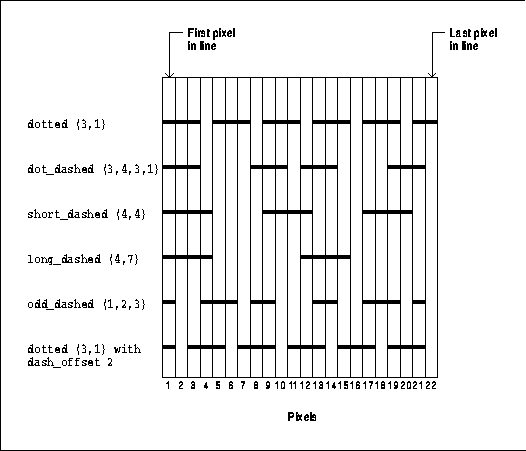 First pixel
in line
Last pixel
in line
dotted {3,1}
dot_dashed {3,4,3,1}
short_dashed {4,4}
long_dashed {4,7}
odd_dashed {1,2,3}
dotted {3,1} with
dash_offset 2
1 2 3 4 5 6 7 8 9 10 11 12 13 14 15 16 17 18 19 20 21 22
Pixels